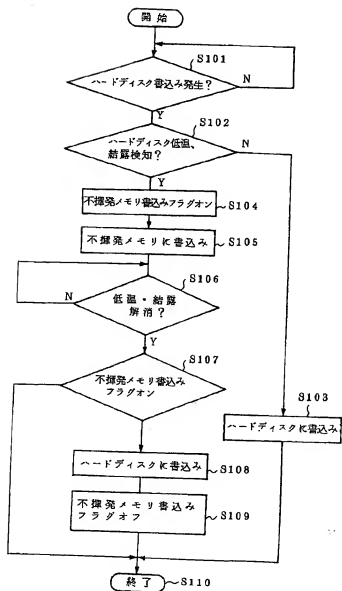 開始
S101
ハードディスク書込み発生?
N
Y
S102
ハードディスク低温、
結露検知?
N
Y
不揮発メモリ書込みフラグオン
S104
不揮発メモリに書込み
S105
S106
低温・結露
解消?
N
Y
S107
不揮発メモリ書込み
フラグオン
S103
ハードディスクに書込み
ハードディスクに書込み
S108
不揮発メモリ書込み
フラグオフ
S109
終了
S110